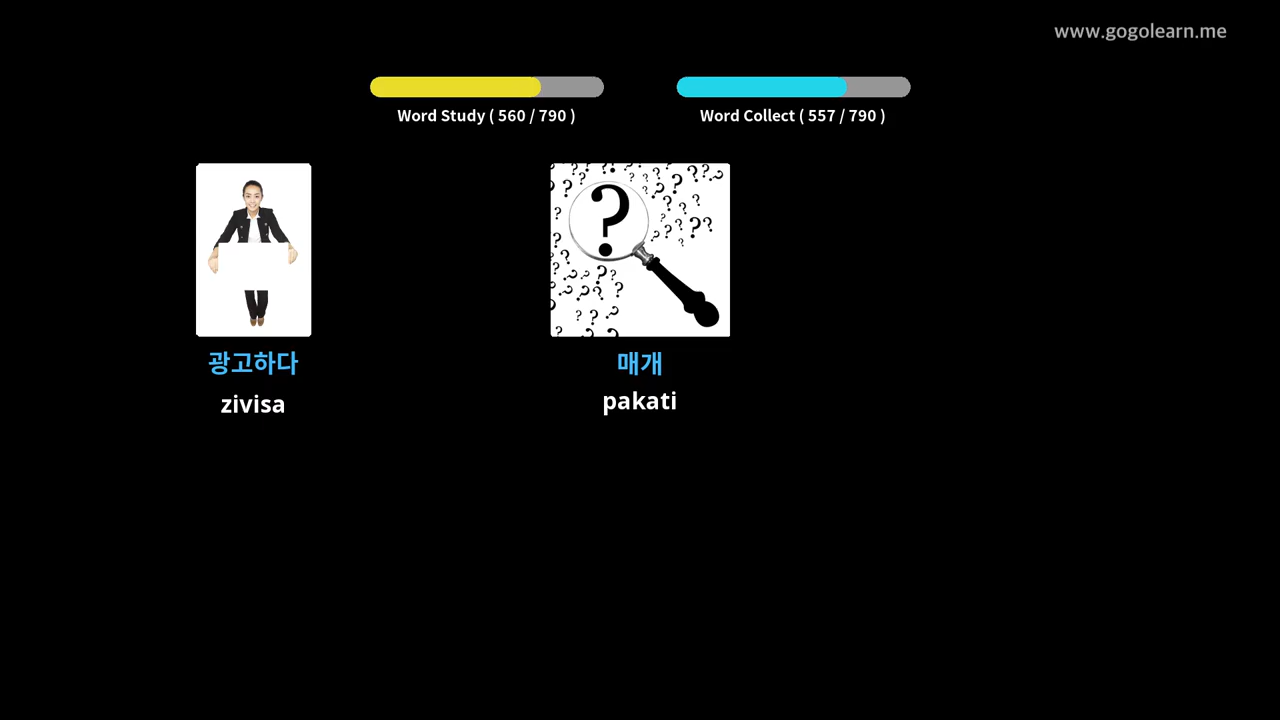 www.gogolearn.me
Word Study ( 560 / 790 )
Word Collect ( 557 / 790 )
광고하다
zivisa
매개
pakati